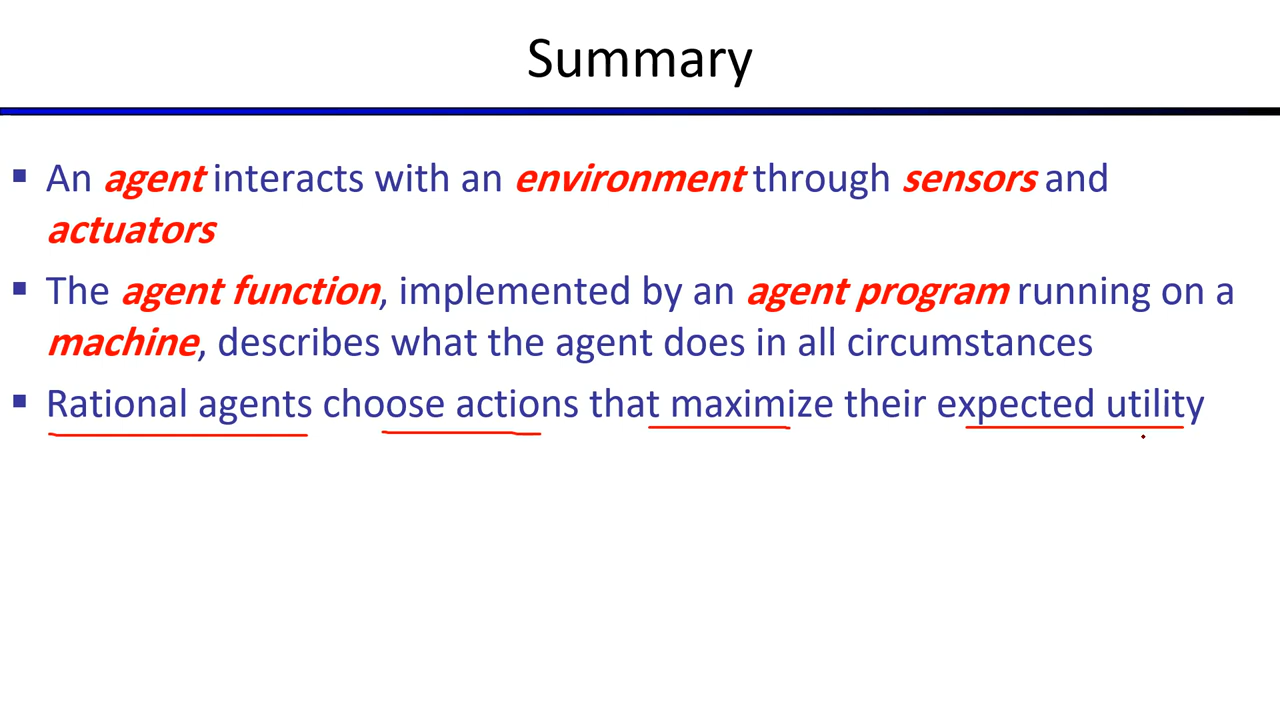 Summary
▪ An agent interacts with an environment through sensors and
actuators
▪ The agent function, implemented by an agent program running on a
machine, describes what the agent does in all circumstances
▪ Rational agents choose actions that maximize their expected utility